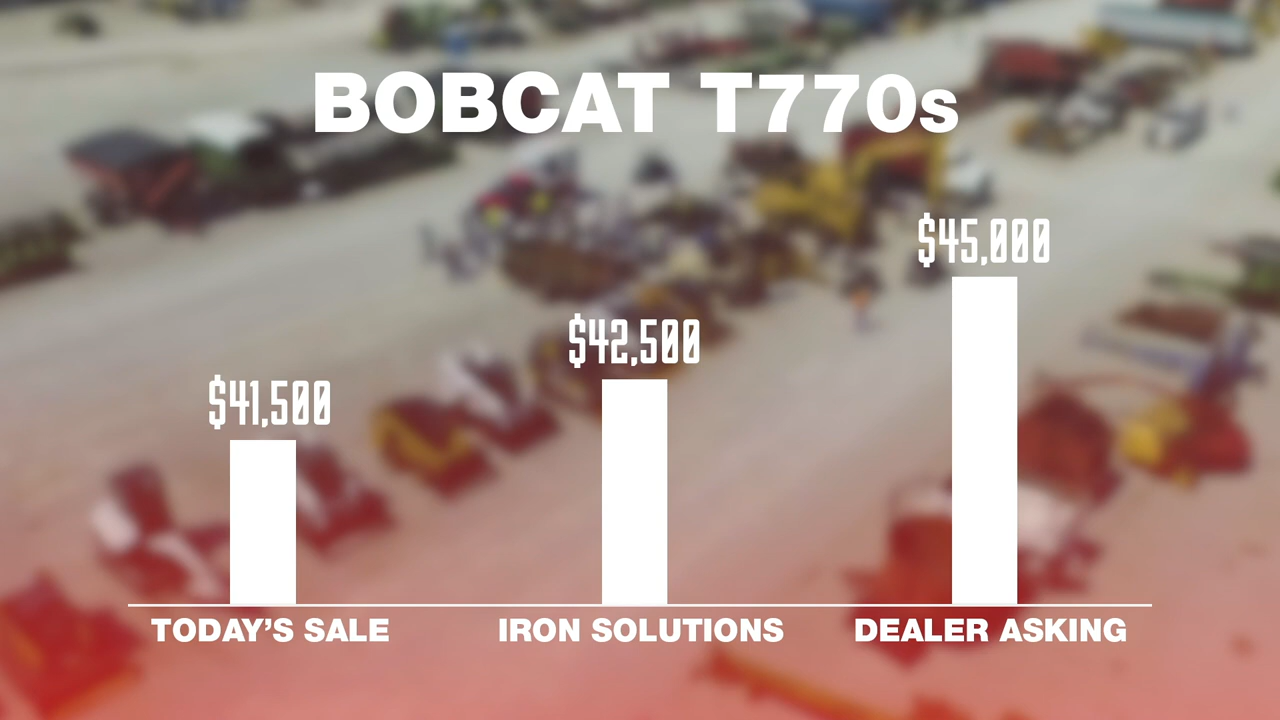 BOBCAT T770s
$45,000
$42,500
$41,500
TODAY'S SALE
IRON SOLUTIONS
DEALER ASKING